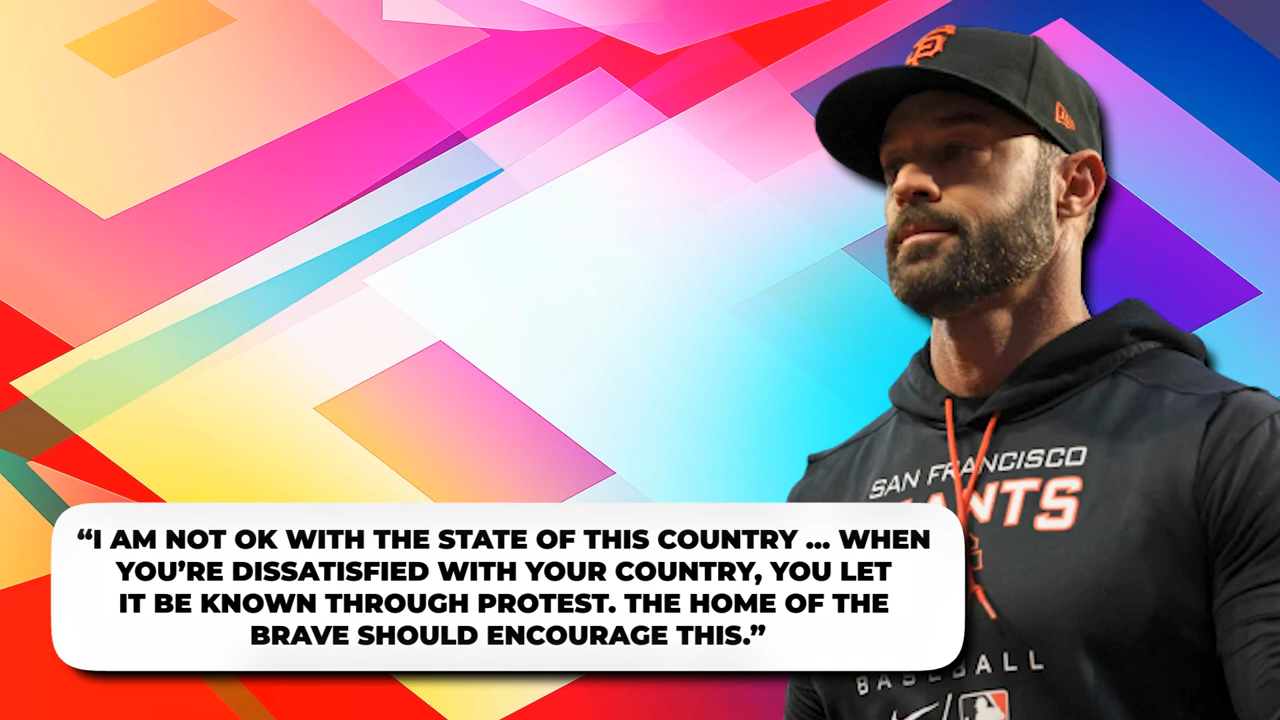 SF
SAN FRANCISCO
ANTS
“I AM NOT OK WITH THE STATE OF THIS COUNTRY ... WHEN
YOU’RE DISSATISFIED WITH YOUR COUNTRY, YOU LET
IT BE KNOWN THROUGH PROTEST. THE HOME OF THE
BRAVE SHOULD ENCOURAGE THIS.”
BASEBALL